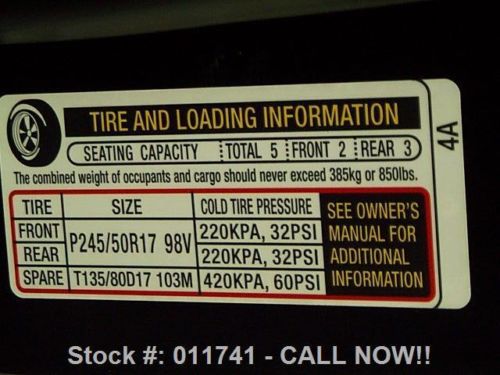 TIRE AND LOADING INFORMATION
SEATING CAPACITY TOTAL 5 FRONT 2 REAR 3
The combined weight of occupants and cargo should never exceed 385kg or 850lbs.
TIRE SIZE COLD TIRE PRESSURE
FRONT P245/50R17 98V 220KPA, 32PSI
REAR 220KPA, 32PSI
SPARE T135/80D17 103M 420KPA, 60PSI
SEE OWNER'S
MANUAL FOR
ADDITIONAL
INFORMATION
4A
Stock #: 011741 - CALL NOW!!